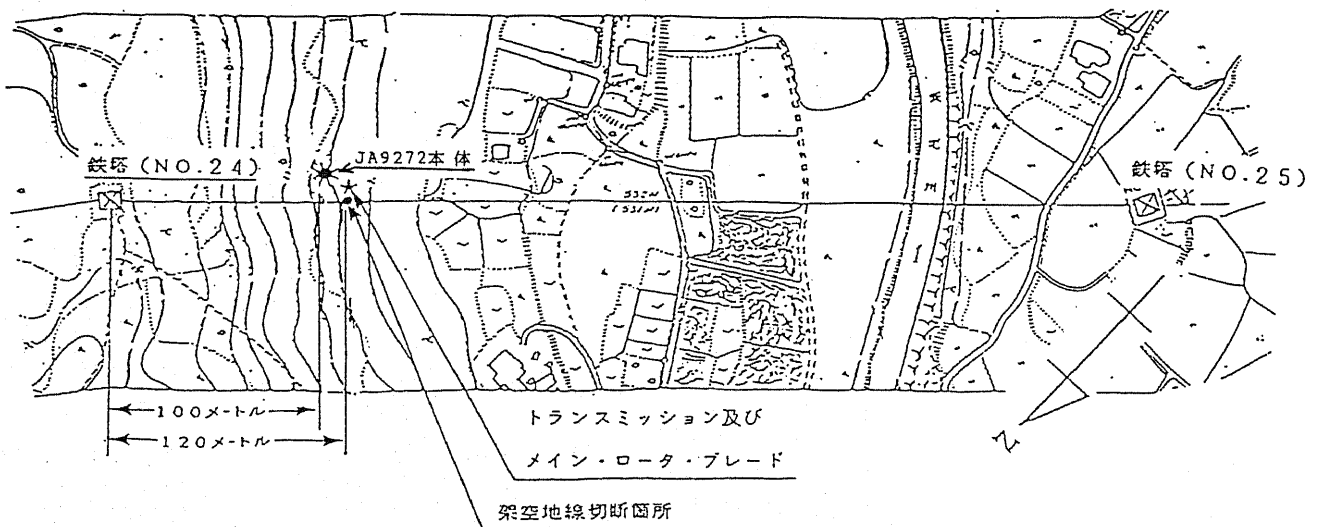 鉄塔 (NO.24)
JA9272本体
鉄塔 (NO.25)
532M
(531M)
100メートル
120メートル
トランスミッション及び
メイン・ロータ・ブレード
架空地線切断箇所
N